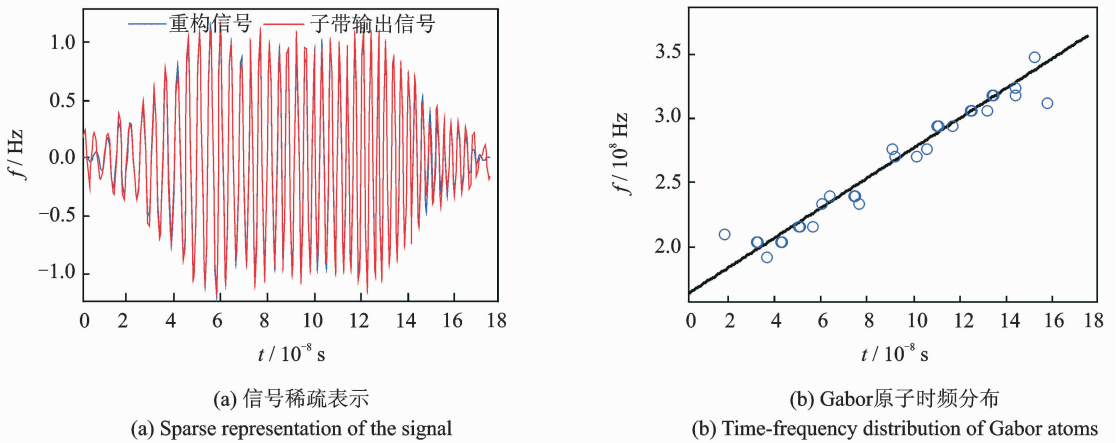 重构信号 子带输出信号
1.0
0.5
0.0
−0.5
−1.0
f / Hz
0 2 4 6 8 10 12 14 16 18
t / 10⁻⁸ s
(a) 信号稀疏表示
(a) Sparse representation of the signal
3.5
3.0
2.5
2.0
f / 10⁸ Hz
0 2 4 6 8 10 12 14 16 18
t / 10⁻⁸ s
(b) Gabor原子时频分布
(b) Time-frequency distribution of Gabor atoms